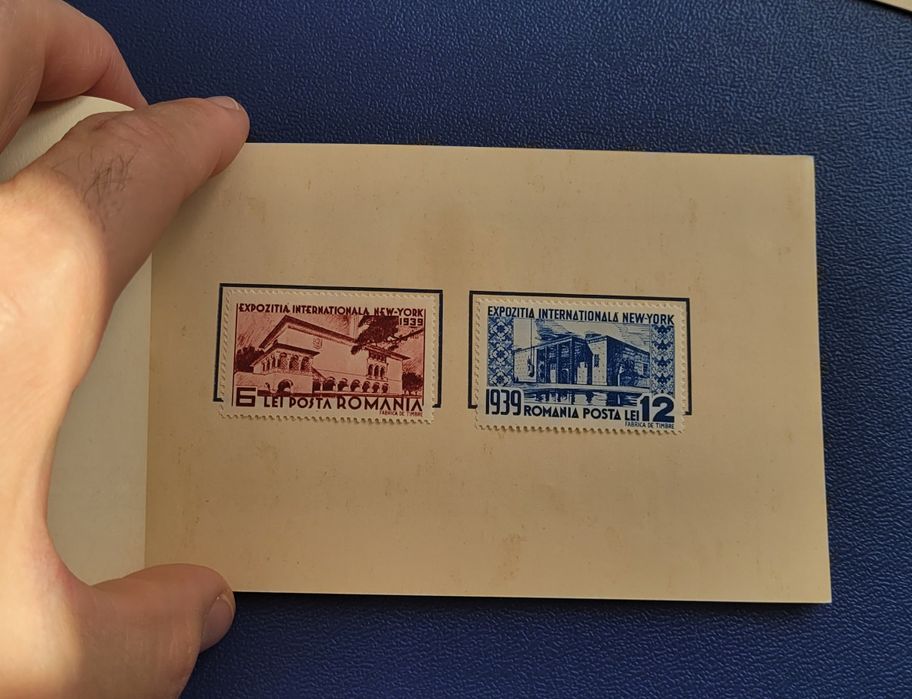 EXPOZITIA INTERNATIONALA NEW-YORK
1939
6 LEI POSTA ROMANIA
FABRICA DE TIMBRE
EXPOZITIA INTERNATIONALA NEW-YORK
1939 ROMANIA POSTA LEI 12
FABRICA DE TIMBRE